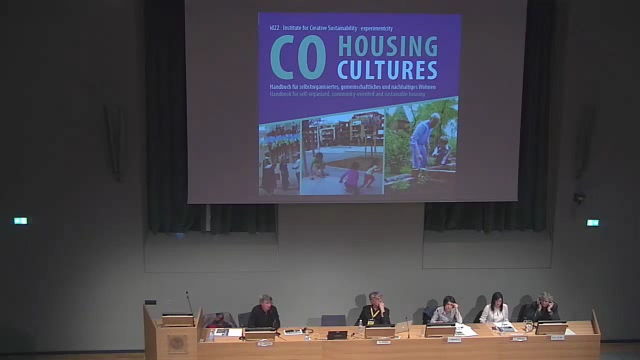 id22 · Institute for Creative Sustainability · experimentcity
CO HOUSING
CULTURES
Handbuch für selbstorganisiertes, gemeinschaftliches und nachhaltiges Wohnen
Handbook for self-organized, community-oriented and sustainable housing